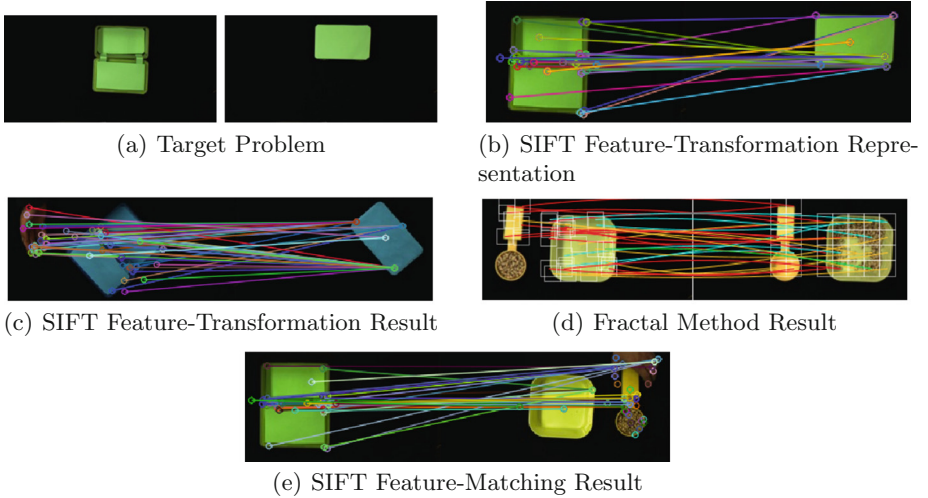 (a) Target Problem
(b) SIFT Feature-Transformation Repre-
sentation
(c) SIFT Feature-Transformation Result
(d) Fractal Method Result
(e) SIFT Feature-Matching Result